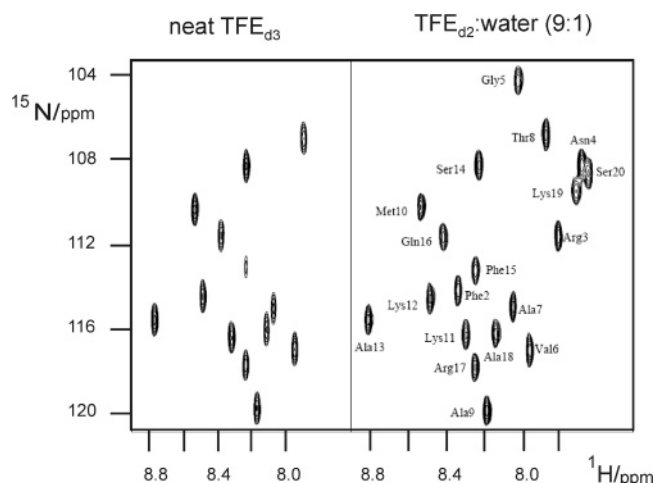 neat TFEd3
TFEd2:water (9:1)
15N/ppm
104
108
112
116
120
Gly5
Thr8
Asn4
Ser14
Ser20
Lys19
Met10
Gln16
Arg3
Phe15
Lys12
Phe2
Ala7
Ala13
Lys11
Ala18
Val6
Arg17
Ala9
8.8 8.4 8.0 8.8 8.4 8.0 1H/ppm